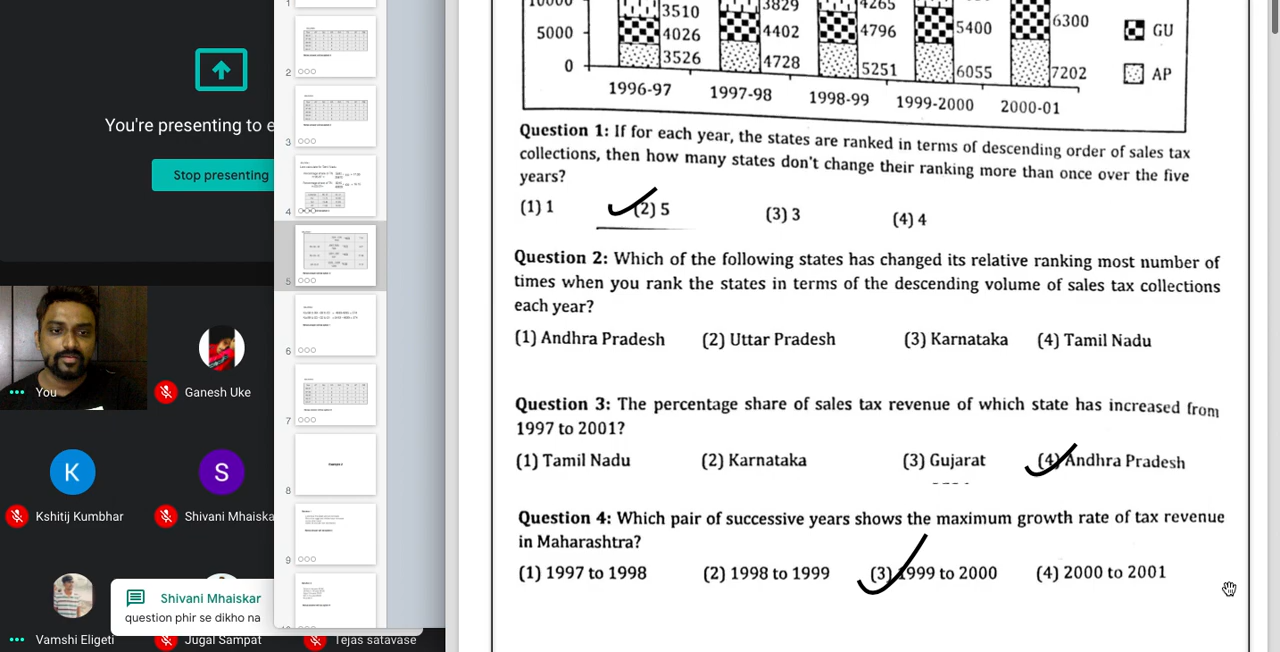 You're presenting to e
Stop presenting
You
Ganesh Uke
K
Kshitij Kumbhar
S
Shivani Mhaiska
Shivani Mhaiskar
question phir se dikho na
Vamshi Eligeti
Jugal Sampat
Tejas satavase
1
2
3
4
5
6
7
8
9
10000
5000
0
3510
4026
3526
3829
4402
4728
4265
4796
5251
5400
6055
6300
7202
GU
AP
1996-97
1997-98
1998-99
1999-2000
2000-01
Question 1: If for each year, the states are ranked in terms of descending order of sales tax
collections, then how many states don't change their ranking more than once over the five
years?
(1) 1
(2) 5
(3) 3
(4) 4
Question 2: Which of the following states has changed its relative ranking most number of
times when you rank the states in terms of the descending volume of sales tax collections
each year?
(1) Andhra Pradesh
(2) Uttar Pradesh
(3) Karnataka
(4) Tamil Nadu
Question 3: The percentage share of sales tax revenue of which state has increased from
1997 to 2001?
(1) Tamil Nadu
(2) Karnataka
(3) Gujarat
(4) Andhra Pradesh
Question 4: Which pair of successive years shows the maximum growth rate of tax revenue
in Maharashtra?
(1) 1997 to 1998
(2) 1998 to 1999
(3) 1999 to 2000
(4) 2000 to 2001